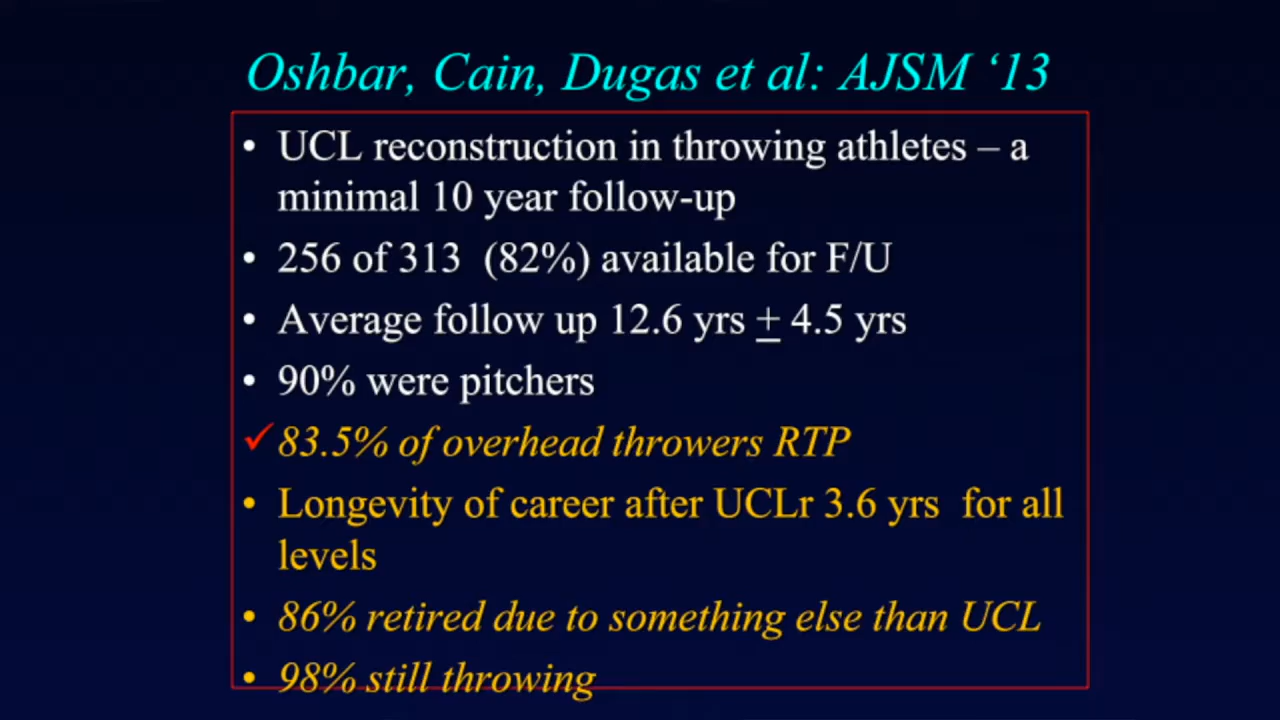 Oshbar, Cain, Dugas et al: AJSM ‘13
• UCL reconstruction in throwing athletes – a
minimal 10 year follow-up
• 256 of 313 (82%) available for F/U
• Average follow up 12.6 yrs ± 4.5 yrs
• 90% were pitchers
✓ 83.5% of overhead throwers RTP
• Longevity of career after UCLr 3.6 yrs for all
levels
• 86% retired due to something else than UCL
• 98% still throwing